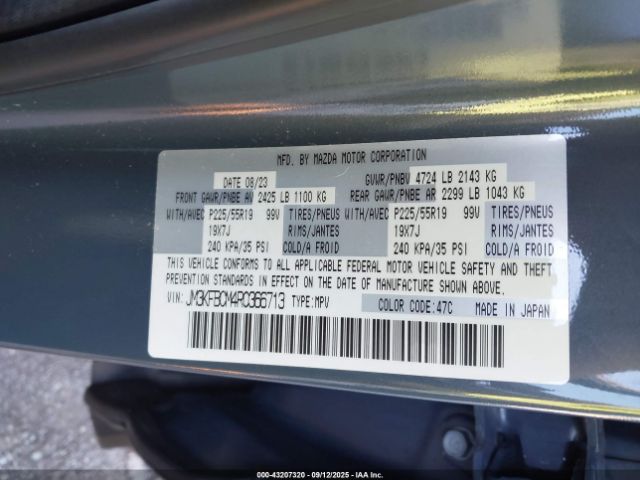 MFD. BY MAZDA MOTOR CORPORATION
DATE 08/23 GVWR/PNBV 4724 LB 2143 KG
FRONT GAWR/PNBE AV 2425 LB 1100 KG REAR GAWR/PNBE AR 2299 LB 1043 KG
WITH/AVEC P225/55R19 99V TIRES/PNEUS WITH/AVEC P225/55R19 99V TIRES/PNEUS
19X7J RIMS/JANTES 19X7J RIMS/JANTES
240 KPA/35 PSI COLD/A FROID 240 KPA/35 PSI COLD/A FROID
THIS VEHICLE CONFORMS TO ALL APPLICABLE FEDERAL MOTOR VEHICLE SAFETY AND THEFT
PREVENTION STANDARDS IN EFFECT ON THE DATE OF MANUFACTURE SHOWN ABOVE.
VIN: JM3KFBCM4P0366713 TYPE: MPV COLOR CODE: 47C MADE IN JAPAN
000-43207320 - 09/12/2025 - IAA, Inc.